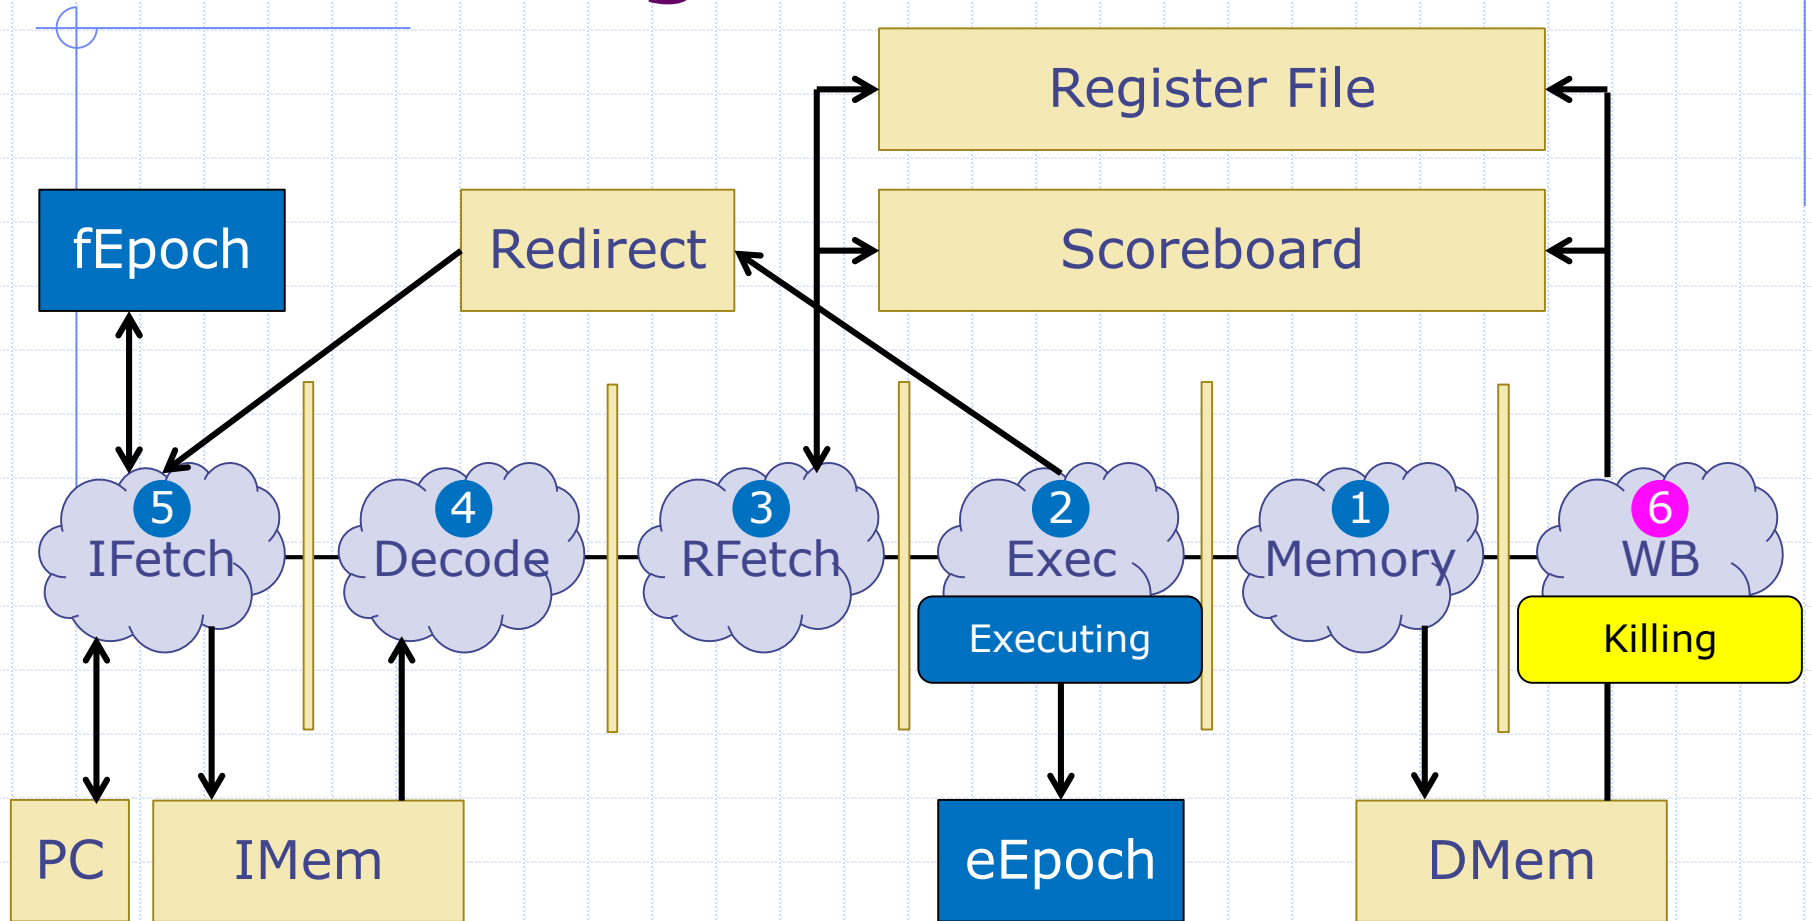 Register File
fEpoch
Redirect
Scoreboard
5
4
3
2
1
6
IFetch
Decode
RFetch
Exec
Memory
WB
Executing
Killing
PC
IMem
eEpoch
DMem